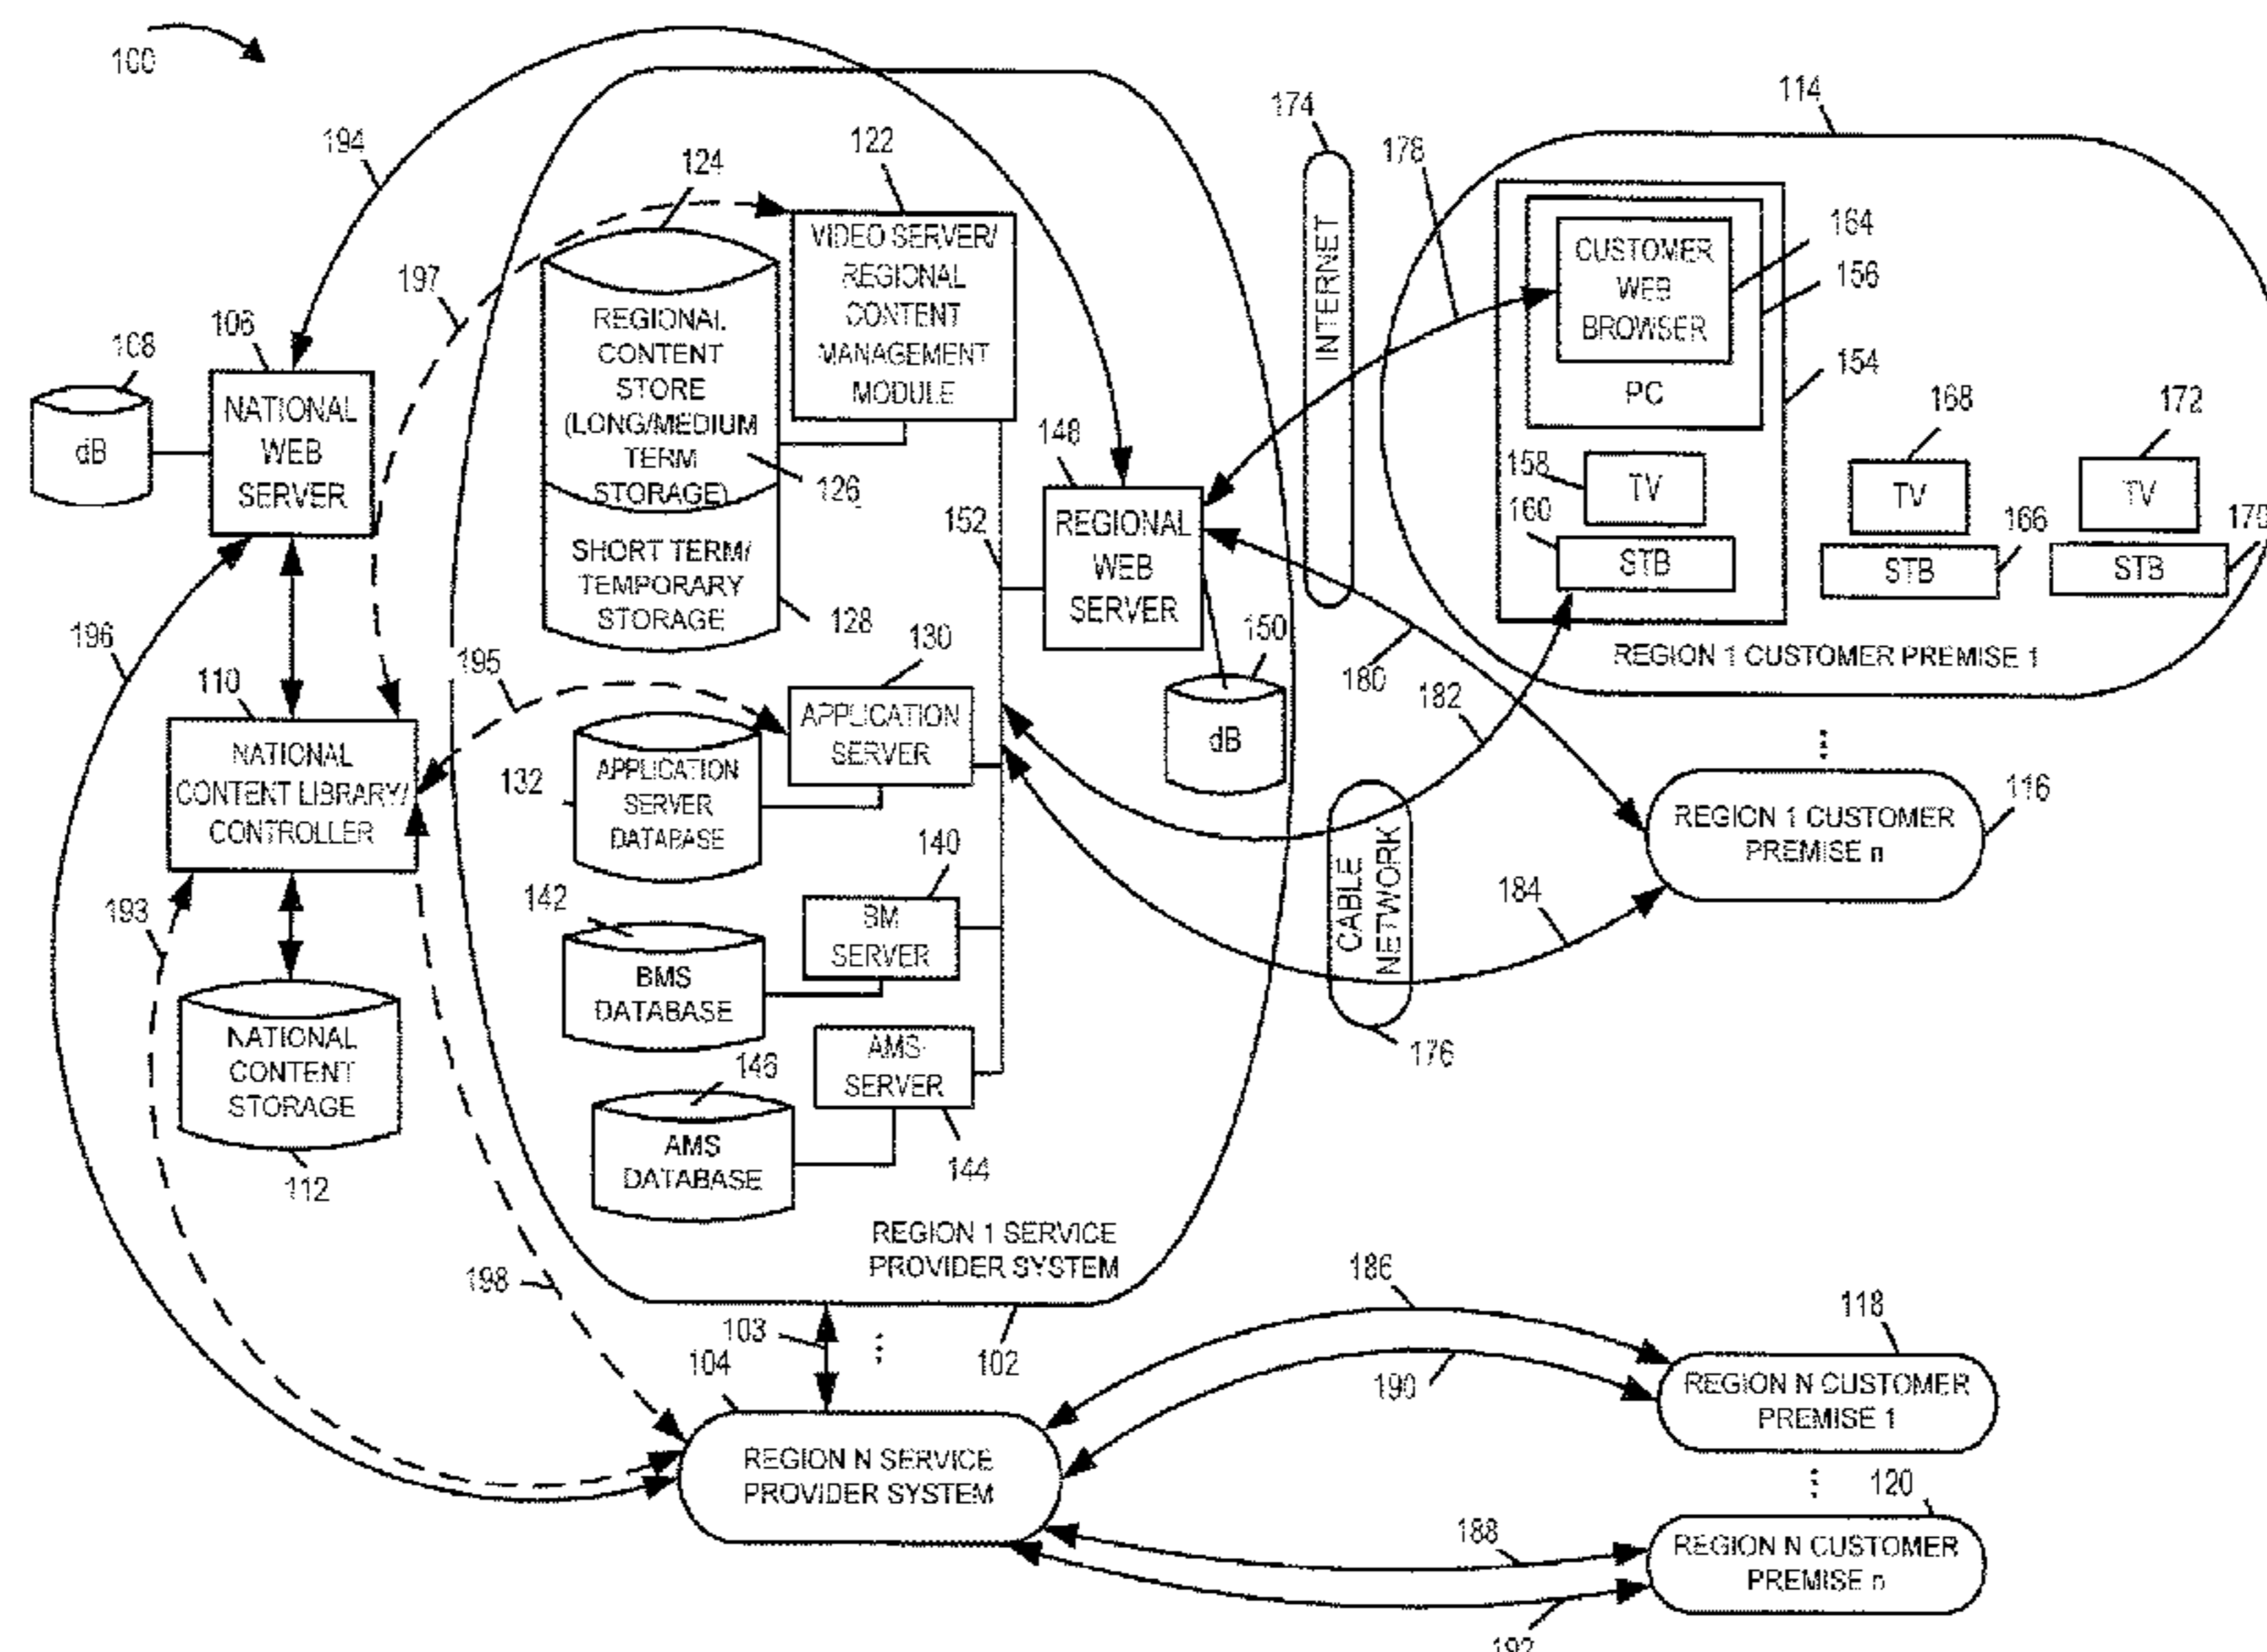 100
194
197
106
108
dB
NATIONAL
WEB
SERVER
196
110
NATIONAL
CONTENT LIBRARY/
CONTROLLER
195
193
NATIONAL
CONTENT
STORAGE
112
198
124
122
VIDEO SERVER/
REGIONAL
CONTENT
MANAGEMENT
MODULE
REGIONAL
CONTENT
STORE
(LONG/MEDIUM
TERM
STORAGE)
126
SHORT TERM/
TEMPORARY
STORAGE
128
130
APPLICATION
SERVER
132
APPLICATION
SERVER
DATABASE
140
BM
SERVER
142
BMS
DATABASE
AMS
SERVER
146
144
AMS
DATABASE
REGION 1 SERVICE
PROVIDER SYSTEM
148
152
REGIONAL
WEB
SERVER
150
dB
174
INTERNET
178
180
182
CABLE
NETWORK
176
184
114
CUSTOMER
WEB
BROWSER
PC
164
156
154
158
TV
160
STB
168
TV
166
STB
172
TV
170
STB
REGION 1 CUSTOMER PREMISE 1
REGION 1 CUSTOMER
PREMISE n
116
103
102
104
REGION N SERVICE
PROVIDER SYSTEM
186
190
118
REGION N CUSTOMER
PREMISE 1
120
188
REGION N CUSTOMER
PREMISE n
192